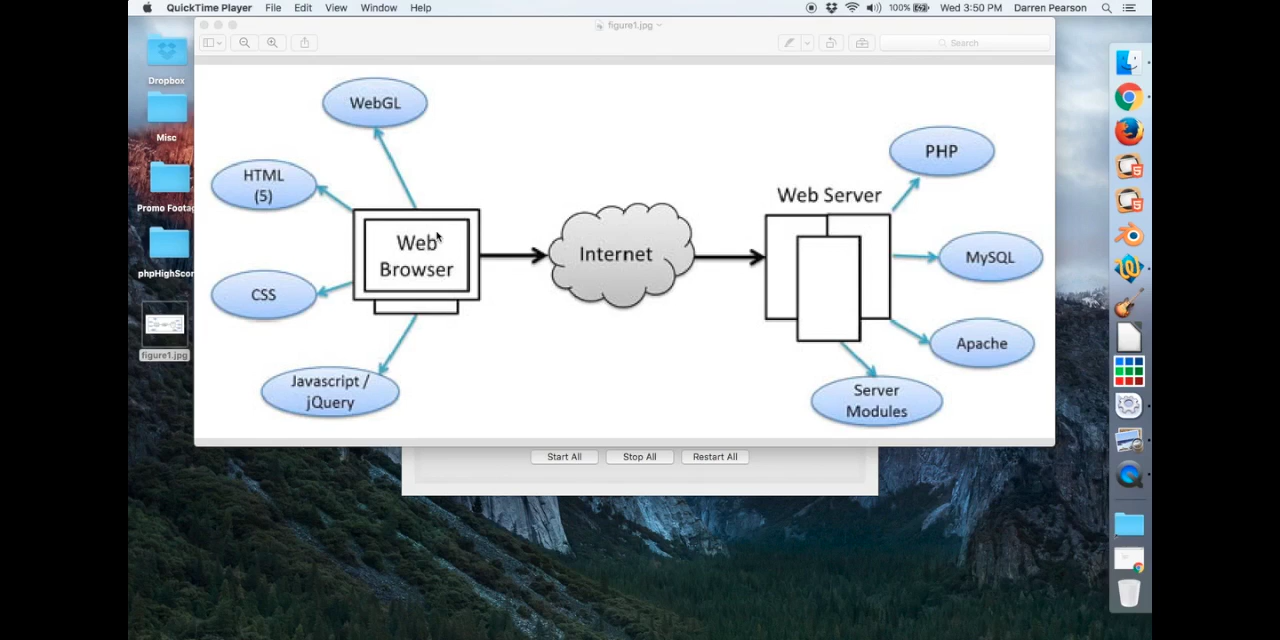 QuickTime Player File Edit View Window Help 100% Wed 3:50 PM Darren Pearson
figure1.jpg
Search
Dropbox
Misc
Promo Footag
phpHighScor
figure1.jpg
WebGL
HTML
(5)
CSS
Javascript /
jQuery
Web
Browser
Internet
Web Server
PHP
MySQL
Apache
Server
Modules
Start All Stop All Restart All